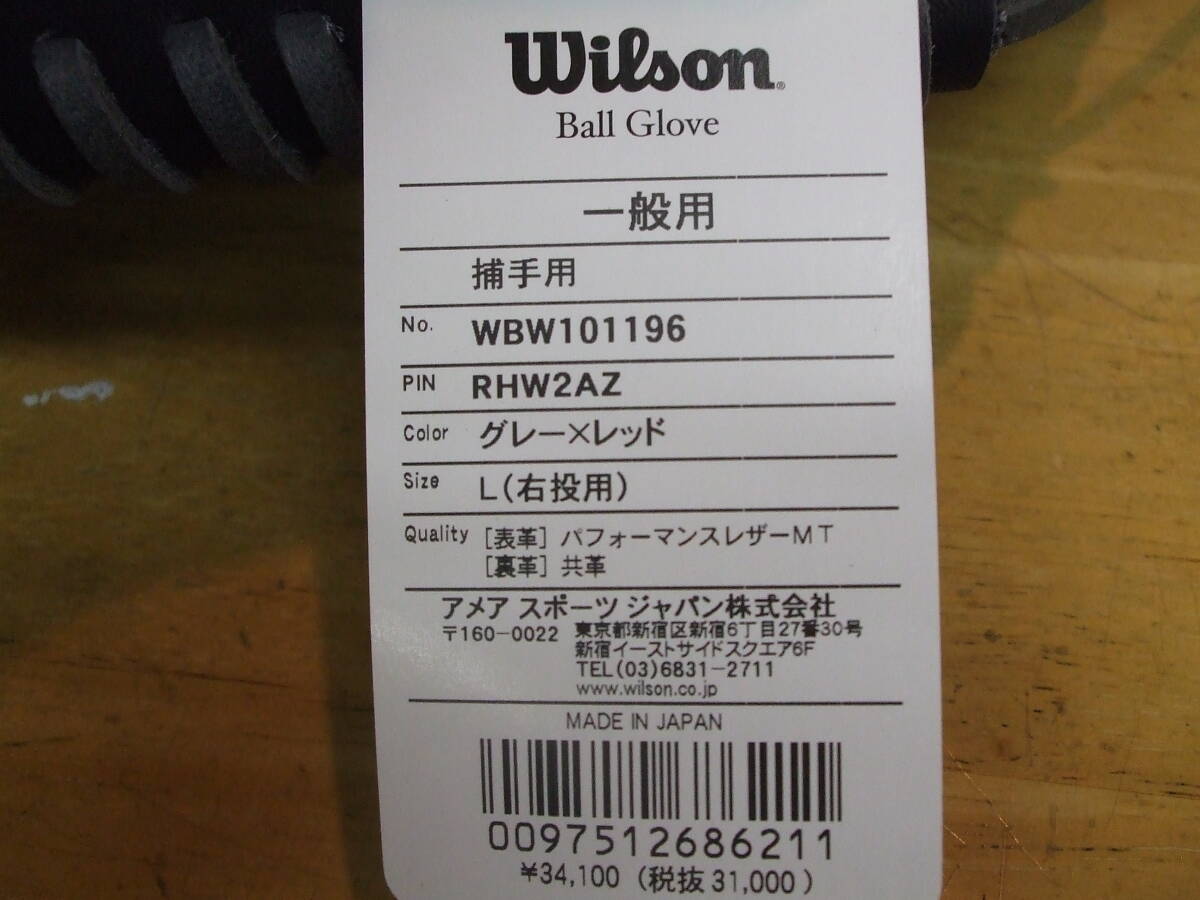 Wilson®
Ball Glove
一般用
捕手用
No. WBW101196
PIN RHW2AZ
Color グレー×レッド
Size L(右投用)
Quality [表革] パフォーマンスレザーMT
[裏革] 共革
アメア スポーツ ジャパン株式会社
〒160-0022 東京都新宿区新宿6丁目27番30号
新宿イーストサイドスクエア6F
TEL(03)6831-2711
www.wilson.co.jp
MADE IN JAPAN
0097512686211
¥34,100 (税抜31,000)